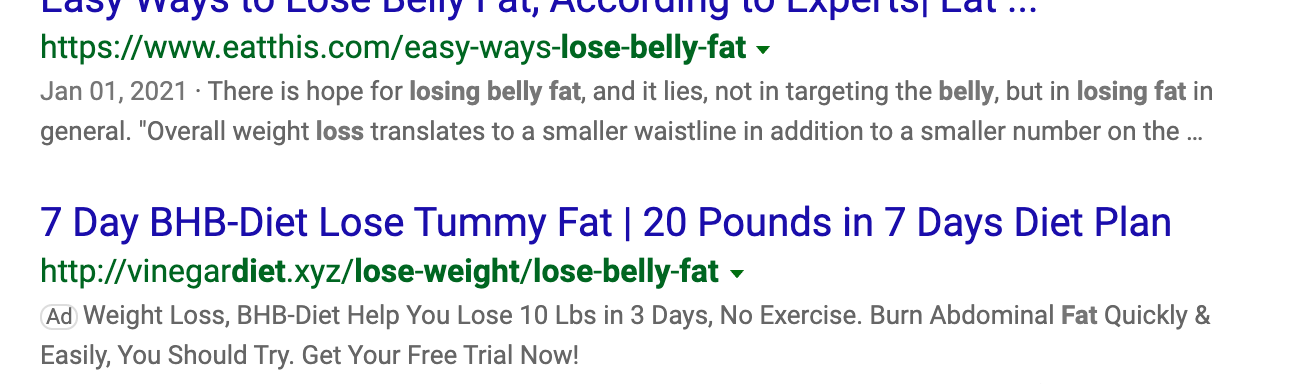 Easy Ways to Lose Belly Fat, According to Experts| Eat ...
https://www.eatthis.com/easy-ways-lose-belly-fat
Jan 01, 2021 · There is hope for losing belly fat, and it lies, not in targeting the belly, but in losing fat in
general. "Overall weight loss translates to a smaller waistline in addition to a smaller number on the ...
7 Day BHB-Diet Lose Tummy Fat | 20 Pounds in 7 Days Diet Plan
http://vinegardiet.xyz/lose-weight/lose-belly-fat
Ad Weight Loss, BHB-Diet Help You Lose 10 Lbs in 3 Days, No Exercise. Burn Abdominal Fat Quickly &
Easily, You Should Try. Get Your Free Trial Now!